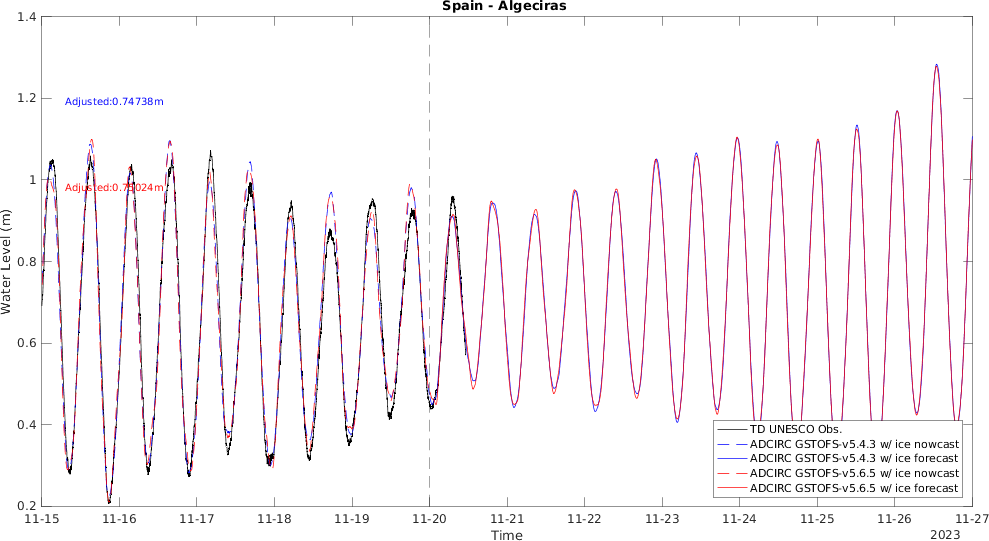 Spain - Algeciras
1.4
1.2
1
0.8
0.6
0.4
0.2
Water Level (m)
Adjusted:0.74738m
Adjusted:0.75024m
TD UNESCO Obs.
ADCIRC GSTOFS-v5.4.3 w/ ice nowcast
ADCIRC GSTOFS-v5.4.3 w/ ice forecast
ADCIRC GSTOFS-v5.6.5 w/ ice nowcast
ADCIRC GSTOFS-v5.6.5 w/ ice forecast
11-15 11-16 11-17 11-18 11-19 11-20 11-21 11-22 11-23 11-24 11-25 11-26 11-27
Time
2023